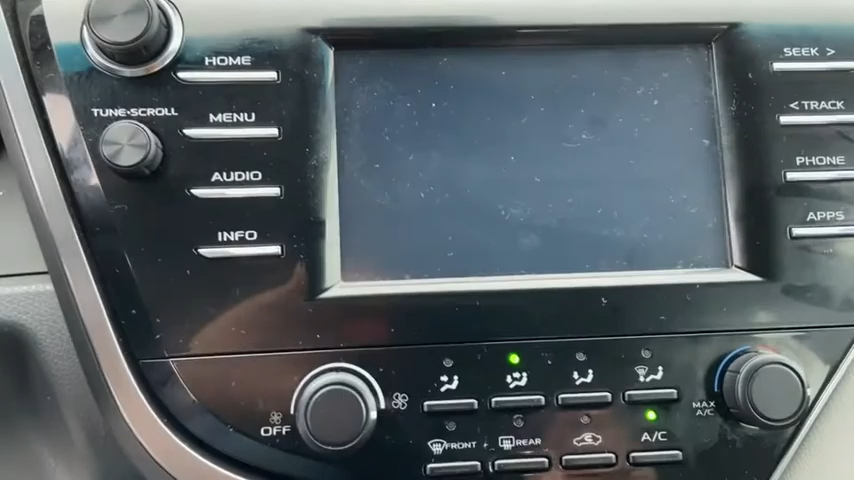 HOME
SEEK >
TUNE•SCROLL
MENU
< TRACK
AUDIO
PHONE
INFO
APPS
OFF
MAX A/C
FRONT
REAR
A/C